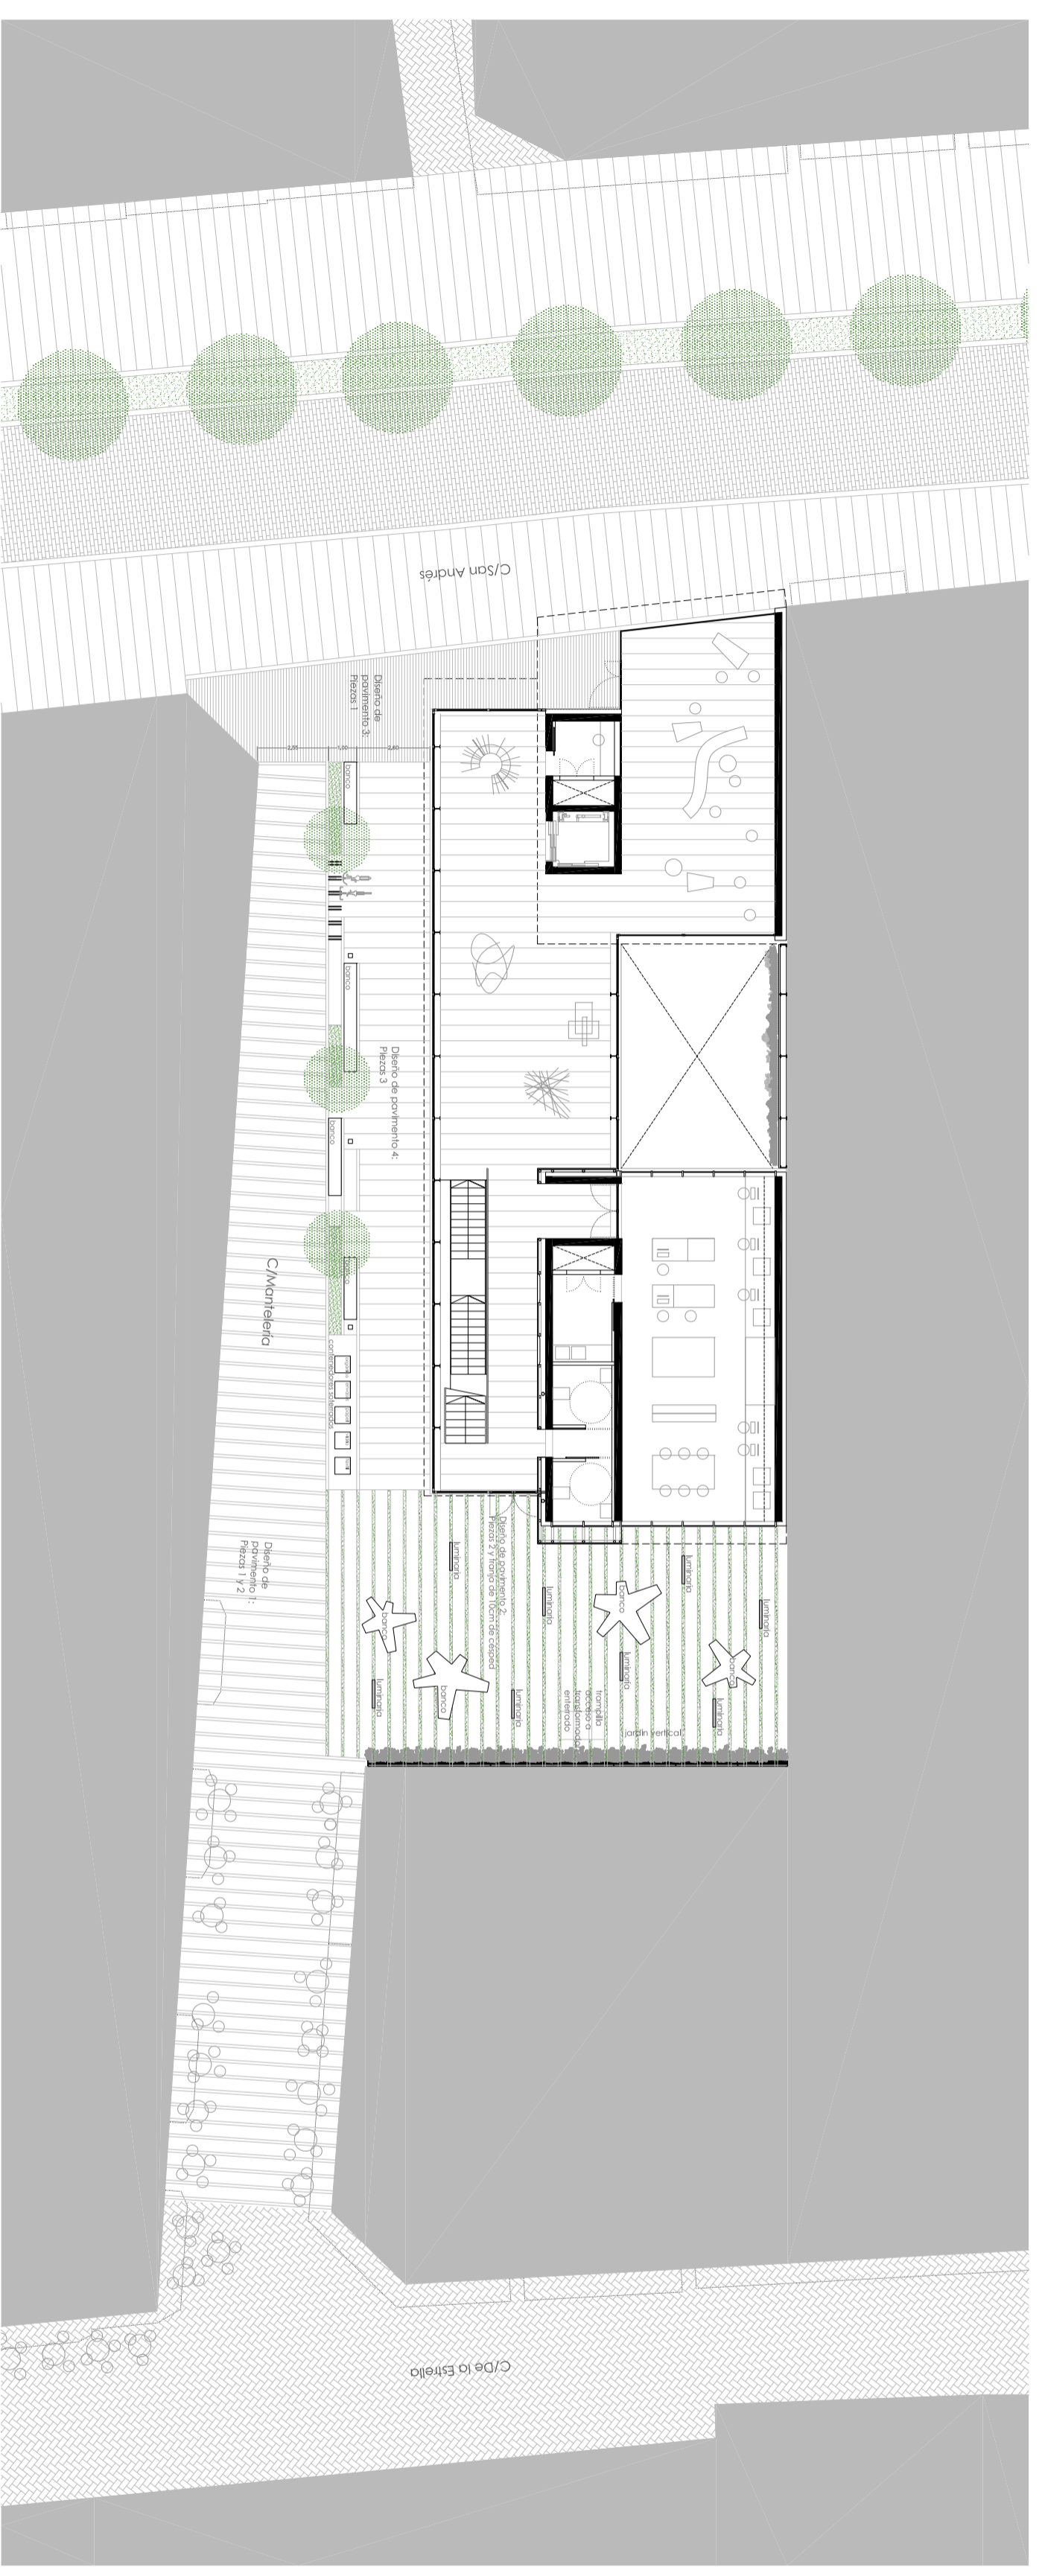 C/San Andrés
Diseño de
pavimento 3:
Piezas 1
2,55
1,00
2,60
banco
banco
Diseño de pavimento 4:
Piezas 3
banco
banco
C/Mantelería
contenedores soterrados
Diseño de
pavimento 1:
Piezas 1 y 2
Diseño de pavimento 2:
Piezas 2 y franja de 10cm de césped
luminaria
luminaria
luminaria
luminaria
banco
banco
banco
banco
luminaria
luminaria
luminaria
luminaria
trampilla
acceso a
transformador
enterrado
jardín vertical
C/De la Estrella